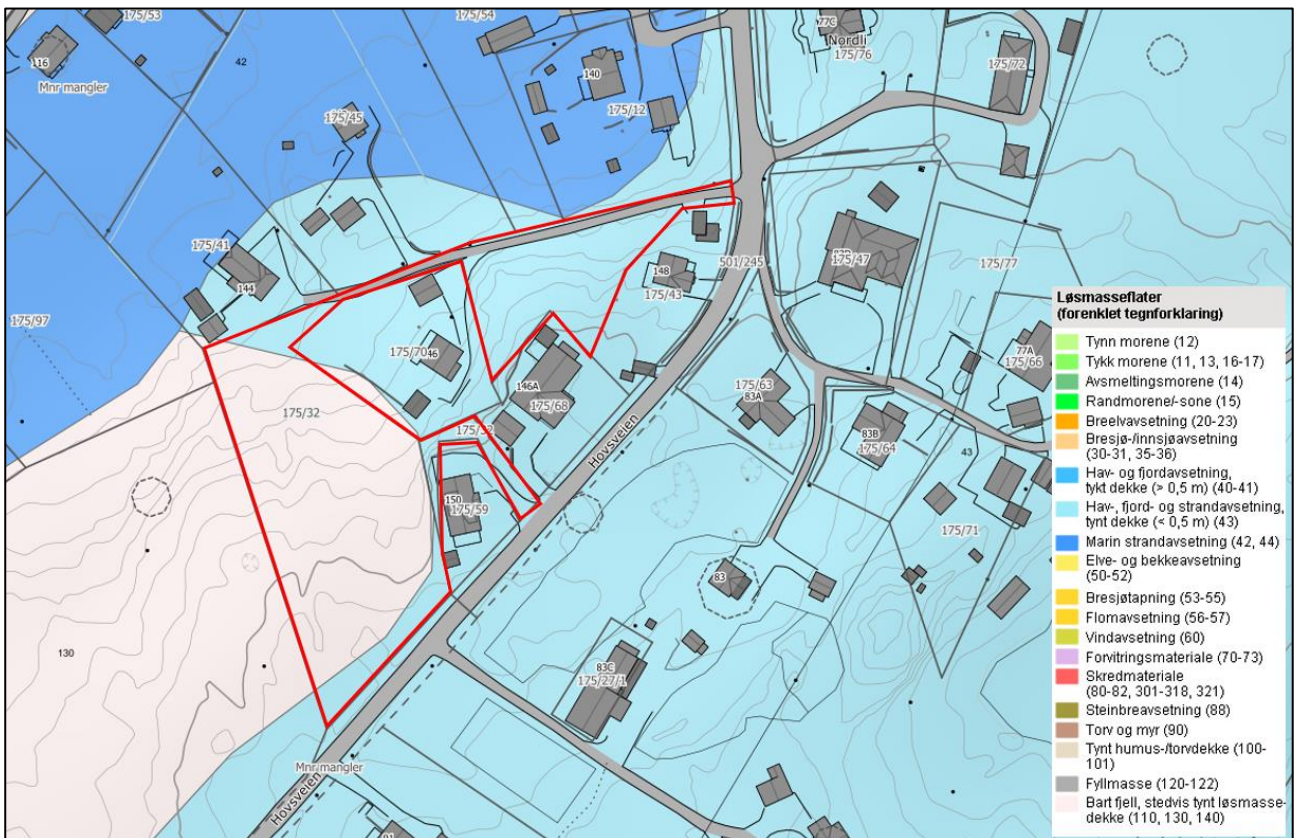 175/53
175/54
116
Mnr mangler
42
140
175/12
175/45
77C
Nordli
175/76
175/72
175/41
144
175/97
148
175/43
501/245
175/47
175/77
175/70
46
146A
175/68
175/32
150
175/59
Hovsveien
175/63
83A
83B
175/64
77A
175/66
43
175/71
83
83C
175/27/1
130
Mnr mangler
Hovsveien
Løsmasseflater
(forenklet tegnforklaring)
Tynn morene (12)
Tykk morene (11, 13, 16-17)
Avsmeltingsmorene (14)
Randmorene/-sone (15)
Breelvavsetning (20-23)
Bresjø-/innsjøavsetning
(30-31, 35-36)
Hav- og fjordavsetning,
tykt dekke (> 0,5 m) (40-41)
Hav-, fjord- og strandavsetning,
tynt dekke (< 0,5 m) (43)
Marin strandavsetning (42, 44)
Elve- og bekkeavsetning
(50-52)
Bresjøtapning (53-55)
Flomavsetning (56-57)
Vindavsetning (60)
Forvitringsmateriale (70-73)
Skredmateriale
(80-82, 301-318, 321)
Steinbreavsetning (88)
Torv og myr (90)
Tynt humus-/torvdekke (100-
101)
Fyllmasse (120-122)
Bart fjell, stedvis tynt løsmasse-
dekke (110, 130, 140)